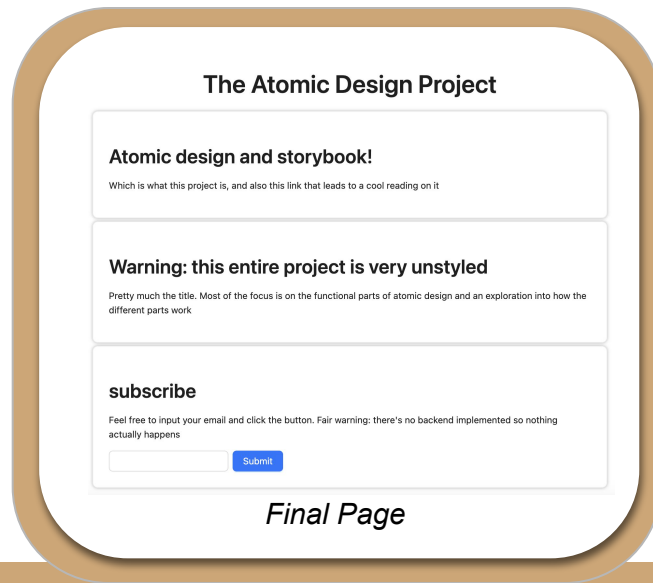 The Atomic Design Project
Atomic design and storybook!
Which is what this project is, and also this link that leads to a cool reading on it
Warning: this entire project is very unstyled
Pretty much the title. Most of the focus is on the functional parts of atomic design and an exploration into how the
different parts work
subscribe
Feel free to input your email and click the button. Fair warning: there's no backend implemented so nothing
actually happens
Submit
Final Page